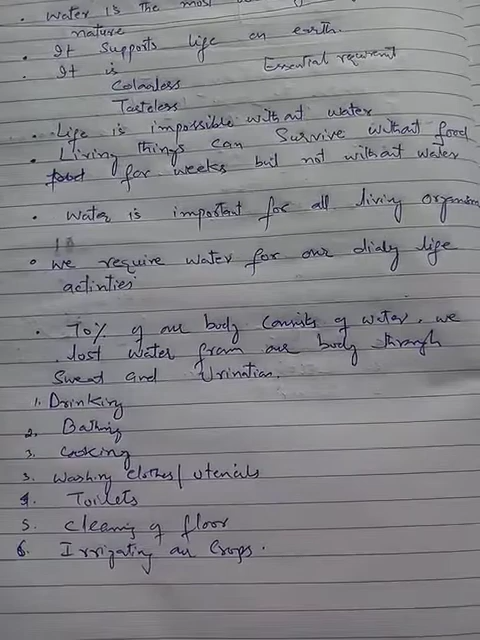 • Water is the most
nature
• It supports life on earth.
• It is Essential requirent
Colaaless
Tasteless
• Life is impossible without water
• Living things can Survive without food
food for weeks but not without water
• Water is important for all living organism
• We require water for our dialy life
activities
• 70% of our body consists of water. we
lost water from our body through
Sweat and Urination.
1. Drinking
2. Bathing
3. Cooking
3. Washing clothes/utencils
4. Toilets
5. Cleaning of floor
6. Irrigating our Crops.